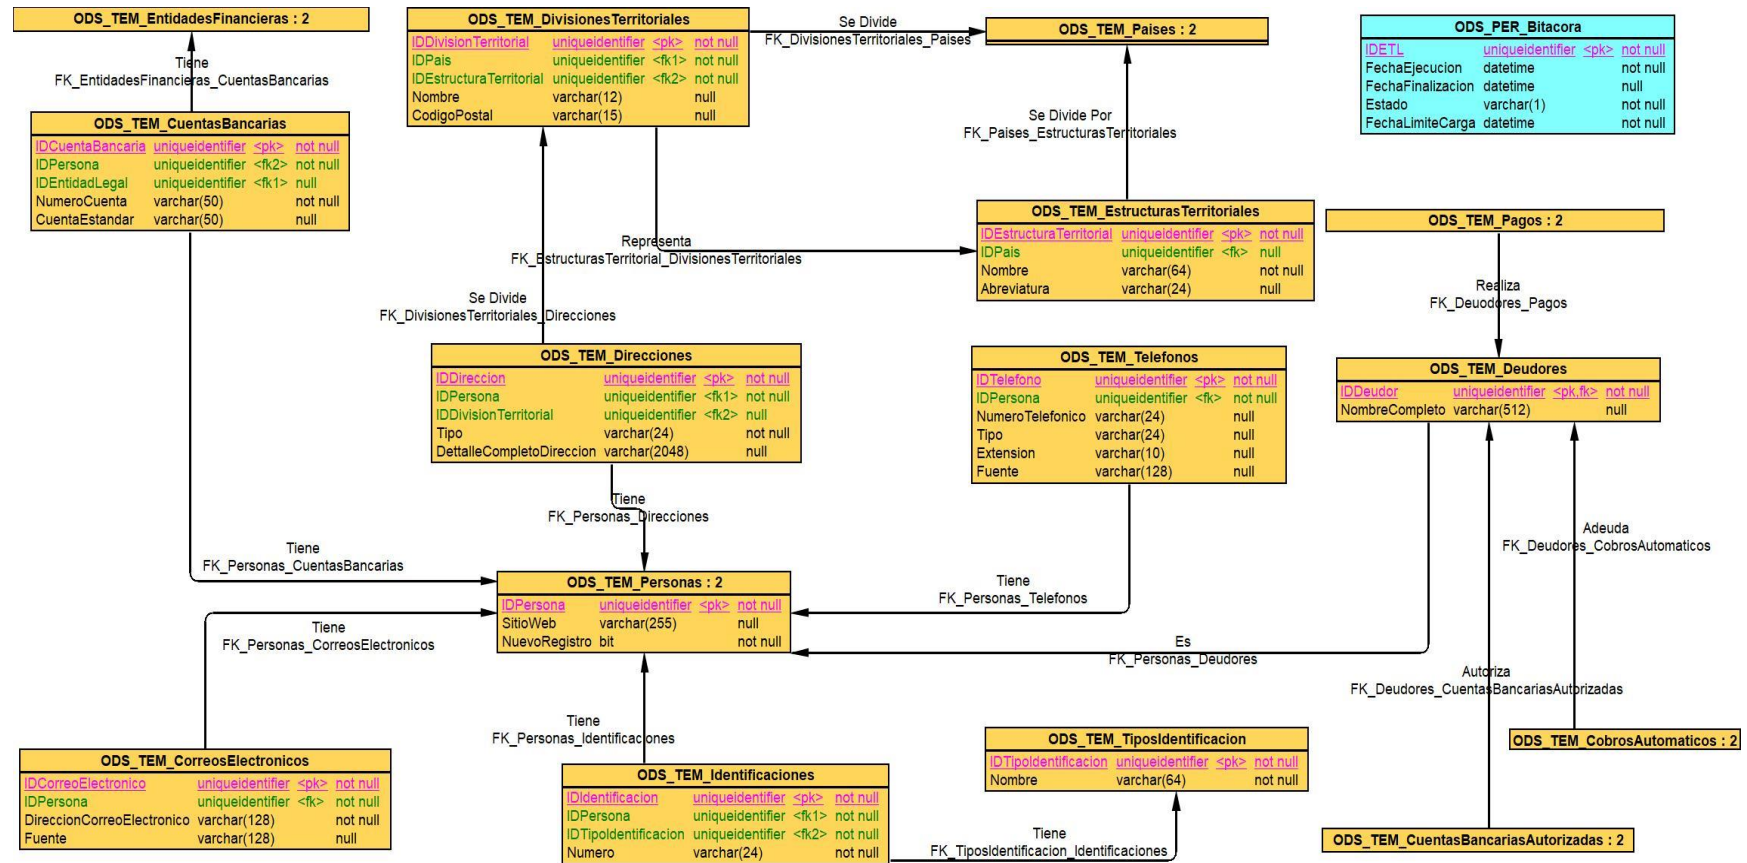 ODS_TEM_EntidadesFinancieras : 2
Tiene
FK_EntidadesFinancieras_CuentasBancarias
ODS_TEM_CuentasBancarias
IDCuentaBancaria uniqueidentifier <pk> not null
IDPersona uniqueidentifier <fk2> not null
IDEntidadLegal uniqueidentifier <fk1> null
NumeroCuenta varchar(50) not null
CuentaEstandar varchar(50) null
ODS_TEM_DivisionesTerritoriales
IDDivisionTerritorial uniqueidentifier <pk> not null
IDPais uniqueidentifier <fk1> not null
IDEstructuraTerritorial uniqueidentifier <fk2> not null
Nombre varchar(12) null
CodigoPostal varchar(15) null
Se Divide
FK_DivisionesTerritoriales_Paises
ODS_TEM_Paises : 2
ODS_PER_Bitacora
IDETL uniqueidentifier <pk> not null
FechaEjecucion datetime not null
FechaFinalizacion datetime null
Estado varchar(1) not null
FechaLimiteCarga datetime not null
Se Divide Por
FK_Paises_EstructurasTerritoriales
ODS_TEM_EstructurasTerritoriales
IDEstructuraTerritorial uniqueidentifier <pk> not null
IDPais uniqueidentifier <fk> null
Nombre varchar(64) not null
Abreviatura varchar(24) null
Representa
FK_EstructurasTerritorial_DivisionesTerritoriales
Se Divide
FK_DivisionesTerritoriales_Direcciones
ODS_TEM_Pagos : 2
Realiza
FK_Deuodores_Pagos
ODS_TEM_Direcciones
IDDireccion uniqueidentifier <pk> not null
IDPersona uniqueidentifier <fk1> not null
IDDivisionTerritorial uniqueidentifier <fk2> null
Tipo varchar(24) not null
DettalleCompletoDireccion varchar(2048) null
ODS_TEM_Telefonos
IDTelefono uniqueidentifier <pk> not null
IDPersona uniqueidentifier <fk> not null
NumeroTelefonico varchar(24) null
Tipo varchar(24) null
Extension varchar(10) null
Fuente varchar(128) null
ODS_TEM_Deudores
IDDeudor uniqueidentifier <pk,fk> not null
NombreCompleto varchar(512) null
Tiene
FK_Personas_Direcciones
Tiene
FK_Personas_CuentasBancarias
Adeuda
FK_Deudores_CobrosAutomaticos
ODS_TEM_Personas : 2
IDPersona uniqueidentifier <pk> not null
SitioWeb varchar(255) null
NuevoRegistro bit not null
Tiene
FK_Personas_Telefonos
Tiene
FK_Personas_CorreosElectronicos
Es
FK_Personas_Deudores
Autoriza
FK_Deudores_CuentasBancariasAutorizadas
Tiene
FK_Personas_Identificaciones
ODS_TEM_CobrosAutomaticos : 2
ODS_TEM_CorreosElectronicos
IDCorreoElectronico uniqueidentifier <pk> not null
IDPersona uniqueidentifier <fk> not null
DireccionCorreoElectronico varchar(128) not null
Fuente varchar(128) null
ODS_TEM_TiposIdentificacion
IDTipoIdentificacion uniqueidentifier <pk> not null
Nombre varchar(64) not null
ODS_TEM_Identificaciones
IDIdentificacion uniqueidentifier <pk> not null
IDPersona uniqueidentifier <fk1> not null
IDTipoIdentificacion uniqueidentifier <fk2> not null
Numero varchar(24) not null
Tiene
FK_TiposIdentificacion_Identificaciones
ODS_TEM_CuentasBancariasAutorizadas : 2